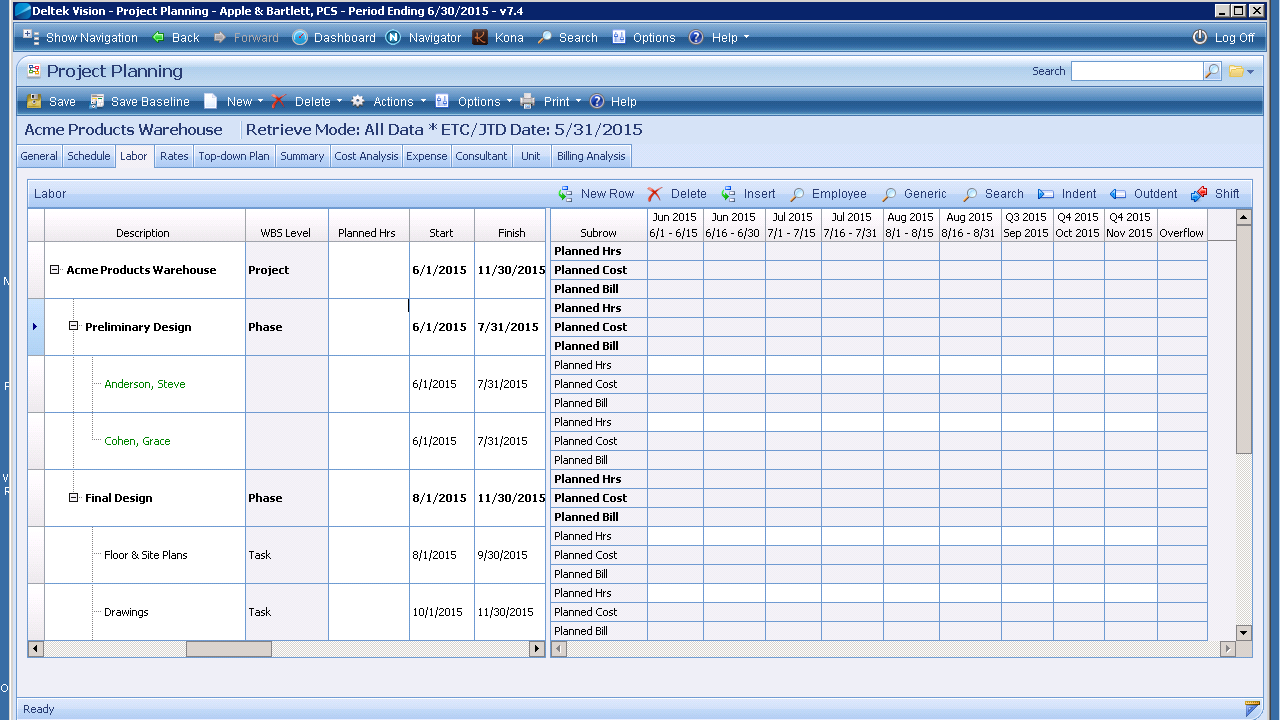 Deltek Vision - Project Planning - Apple & Bartlett, PCS - Period Ending 6/30/2015 - v7.4
Show Navigation Back Forward Dashboard Navigator Kona Search Options Help Log Off
Project Planning Search
Save Save Baseline New Delete Actions Options Print Help
Acme Products Warehouse Retrieve Mode: All Data * ETC/JTD Date: 5/31/2015
General Schedule Labor Rates Top-down Plan Summary Cost Analysis Expense Consultant Unit Billing Analysis
Labor New Row Delete Insert Employee Generic Search Indent Outdent Shift
Jun 2015 Jun 2015 Jul 2015 Jul 2015 Aug 2015 Aug 2015 Q3 2015 Q4 2015 Q4 2015
Description WBS Level Planned Hrs Start Finish Subrow 6/1 - 6/15 6/16 - 6/30 7/1 - 7/15 7/16 - 7/31 8/1 - 8/15 8/16 - 8/31 Sep 2015 Oct 2015 Nov 2015 Overflow
Planned Hrs
Acme Products Warehouse Project 6/1/2015 11/30/2015 Planned Cost
Planned Bill
Planned Hrs
Preliminary Design Phase 6/1/2015 7/31/2015 Planned Cost
Planned Bill
Planned Hrs
Anderson, Steve 6/1/2015 7/31/2015 Planned Cost
Planned Bill
Planned Hrs
Cohen, Grace 6/1/2015 7/31/2015 Planned Cost
Planned Bill
Planned Hrs
Final Design Phase 8/1/2015 11/30/2015 Planned Cost
Planned Bill
Planned Hrs
Floor & Site Plans Task 8/1/2015 9/30/2015 Planned Cost
Planned Bill
Planned Hrs
Drawings Task 10/1/2015 11/30/2015 Planned Cost
Planned Bill
Ready